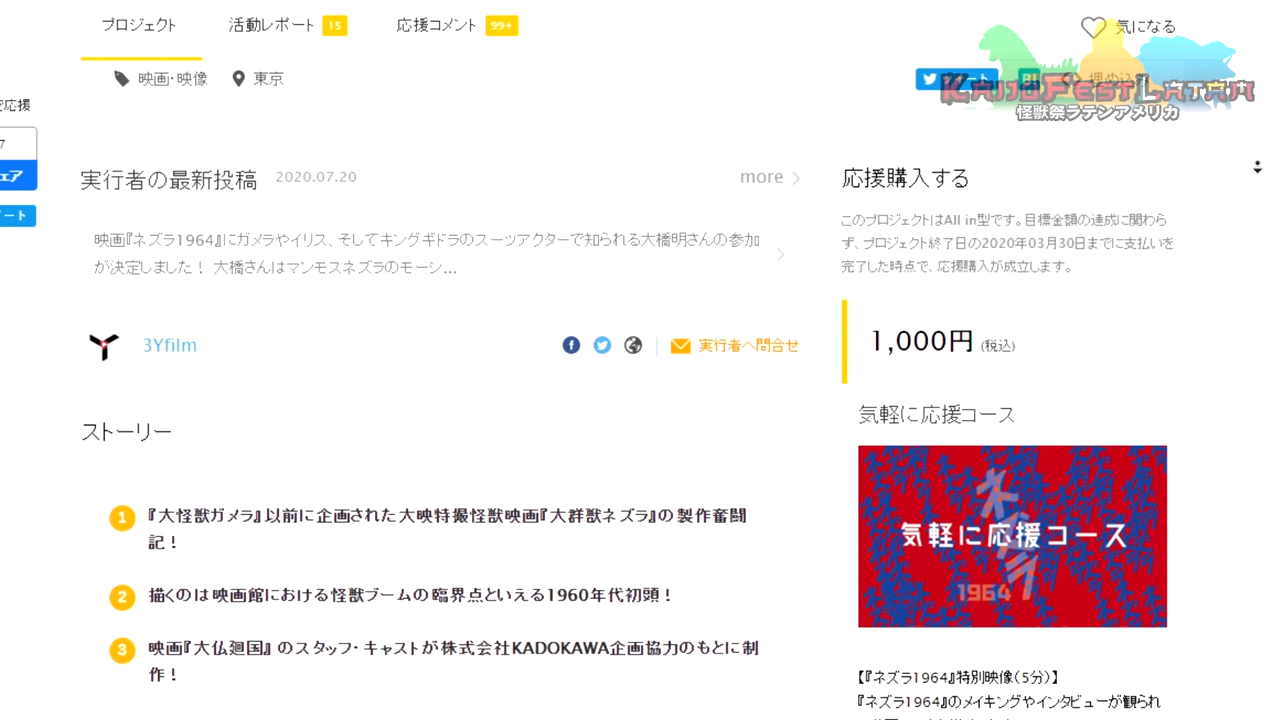 プロジェクト
活動レポート 15
応援コメント 99+
気になる
映画・映像
東京
ツイート
埋め込み
KAIJU FEST LATAM
怪獣祭ラテンアメリカ
応援
7
ェア
ート
実行者の最新投稿 2020.07.20
more
映画『ネズラ1964』にガメラやイリス、そしてキングギドラのスーツアクターで知られる大橋明さんの参加
が決定しました！ 大橋さんはマンモスネズラのモーシ...
3Yfilm
実行者へ問合せ
ストーリー
1 『大怪獣ガメラ』以前に企画された大映特撮怪獣映画『大群獣ネズラ』の製作奮闘
記！
2 描くのは映画館における怪獣ブームの臨界点といえる1960年代初頭！
3 映画『大仏廻国』のスタッフ・キャストが株式会社KADOKAWA企画協力のもとに制
作！
応援購入する
このプロジェクトはAll in型です。目標金額の達成に関わら
ず、プロジェクト終了日の2020年03月30日までに支払いを
完了した時点で、応援購入が成立します。
1,000円 (税込)
気軽に応援コース
ネズラ
気軽に応援コース
1964
【『ネズラ1964』特別映像（5分）】
『ネズラ1964』のメイキングやインタビューが観られ